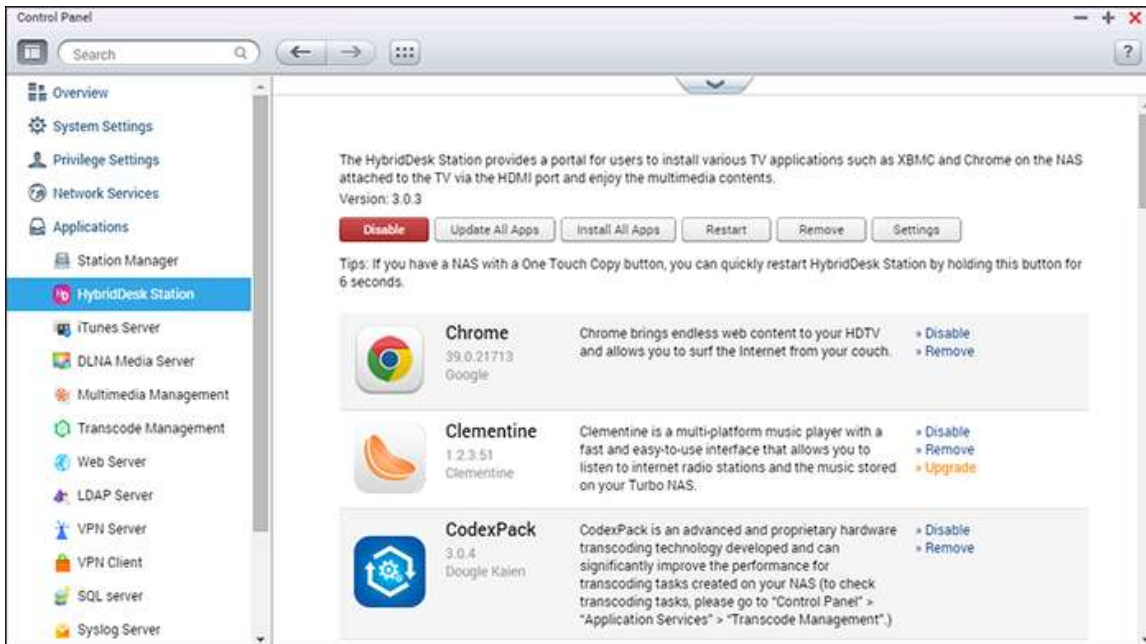 Control Panel
Search
?
Overview
System Settings
Privilege Settings
Network Services
Applications
Station Manager
HybridDesk Station
iTunes Server
DLNA Media Server
Multimedia Management
Transcode Management
Web Server
LDAP Server
VPN Server
VPN Client
SQL server
Syslog Server
The HybridDesk Station provides a portal for users to install various TV applications such as XBMC and Chrome on the NAS
attached to the TV via the HDMI port and enjoy the multimedia contents.
Version: 3.0.3
Disable Update All Apps Install All Apps Restart Remove Settings
Tips: If you have a NAS with a One Touch Copy button, you can quickly restart HybridDesk Station by holding this button for
6 seconds.
Chrome
39.0.21713
Google
Chrome brings endless web content to your HDTV
and allows you to surf the Internet from your couch.
» Disable
» Remove
Clementine
1.2.3.51
Clementine
Clementine is a multi-platform music player with a
fast and easy-to-use interface that allows you to
listen to internet radio stations and the music stored
on your Turbo NAS.
» Disable
» Remove
» Upgrade
CodexPack
3.0.4
Dougle Kaien
CodexPack is an advanced and proprietary hardware
transcoding technology developed and can
significantly improve the performance for
transcoding tasks created on your NAS (to check
transcoding tasks, please go to "Control Panel" >
"Application Services" > "Transcode Management".)
» Disable
» Remove